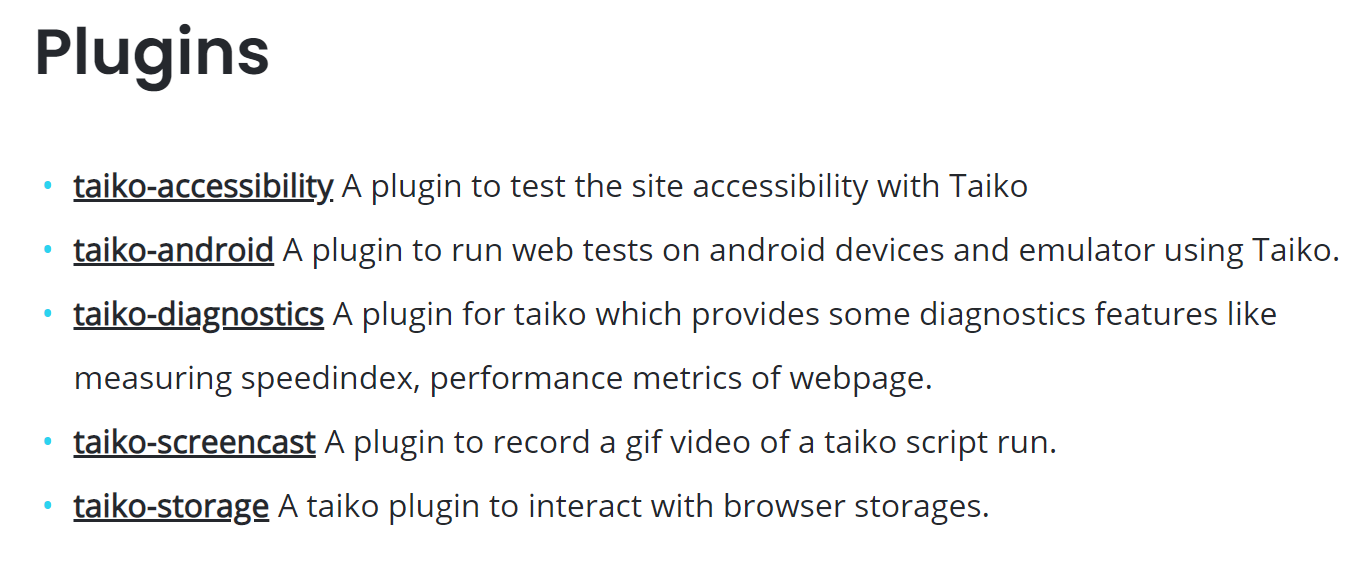 Plugins
• taiko-accessibility A plugin to test the site accessibility with Taiko
• taiko-android A plugin to run web tests on android devices and emulator using Taiko.
• taiko-diagnostics A plugin for taiko which provides some diagnostics features like
measuring speedindex, performance metrics of webpage.
• taiko-screencast A plugin to record a gif video of a taiko script run.
• taiko-storage A taiko plugin to interact with browser storages.